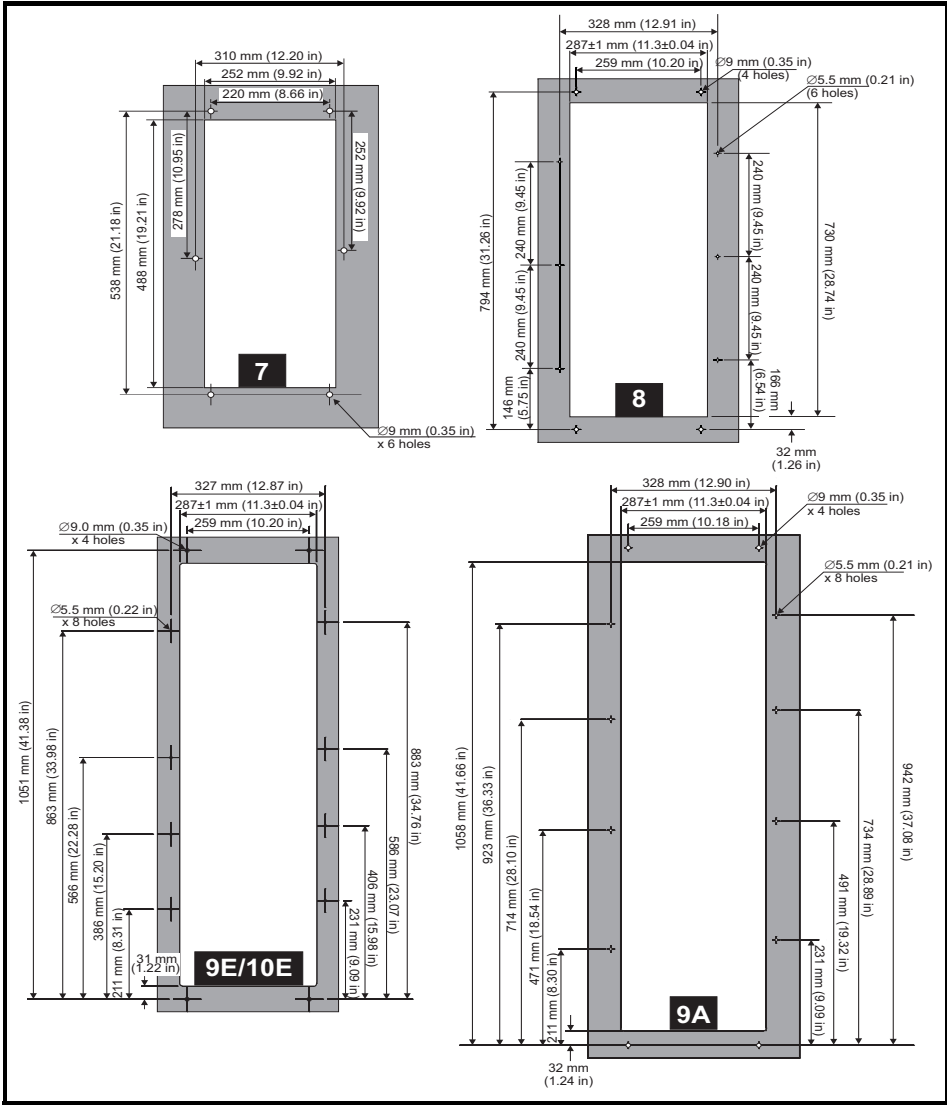 310 mm (12.20 in)
252 mm (9.92 in)
220 mm (8.66 in)
538 mm (21.18 in)
488 mm (19.21 in)
278 mm (10.95 in)
252 mm
(9.92 in)
7
∅9 mm (0.35 in)
x 6 holes
328 mm (12.91 in)
287±1 mm (11.3±0.04 in)
259 mm (10.20 in)
∅9 mm (0.35 in)
(4 holes)
∅5.5 mm (0.21 in)
(6 holes)
794 mm (31.26 in)
240 mm (9.45 in)
240 mm (9.45 in)
146 mm
(5.75 in)
240 mm
(9.45 in)
240 mm
(9.45 in)
166 mm
(6.54 in)
730 mm
(28.74 in)
8
32 mm
(1.26 in)
327 mm (12.87 in)
287±1 mm (11.3±0.04 in)
259 mm (10.20 in)
∅9.0 mm (0.35 in)
x 4 holes
∅5.5 mm (0.22 in)
x 8 holes
1051 mm (41.38 in)
863 mm (33.98 in)
566 mm (22.28 in)
386 mm (15.20 in)
211 mm (8.31 in)
31 mm
(1.22 in)
883 mm
(34.76 in)
586 mm
(23.07 in)
406 mm
(15.98 in)
231 mm
(9.09 in)
9E/10E
328 mm (12.90 in)
287±1 mm (11.3±0.04 in)
259 mm (10.18 in)
∅9 mm (0.35 in)
x 4 holes
∅5.5 mm (0.21 in)
x 8 holes
1058 mm (41.66 in)
923 mm (36.33 in)
714 mm (28.10 in)
471 mm (18.54 in)
211 mm (8.30 in)
942 mm
(37.08 in)
734 mm
(28.89 in)
491 mm
(19.32 in)
231 mm
(9.09 in)
9A
32 mm
(1.24 in)